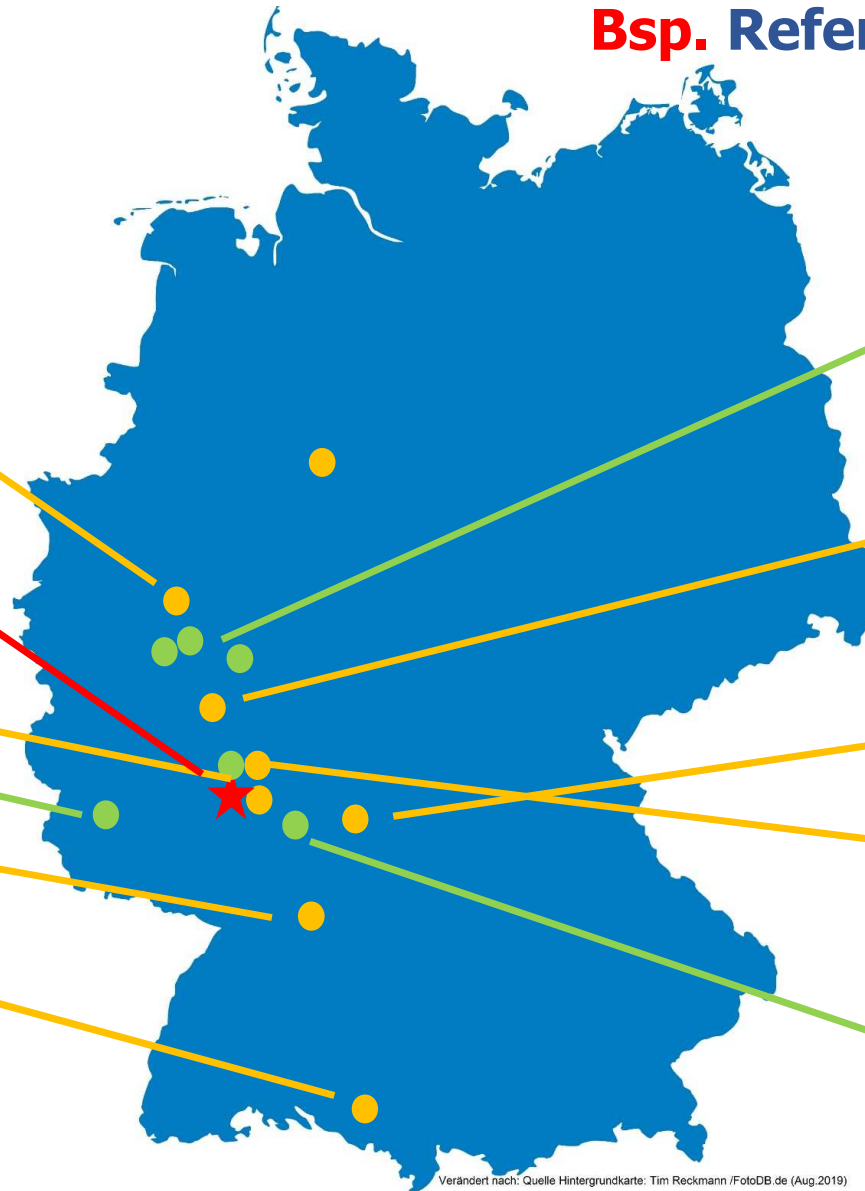 Bsp. Refer
Verändert nach: Quelle Hintergrundkarte: Tim Reckmann /FotoDB.de (Aug.2019)